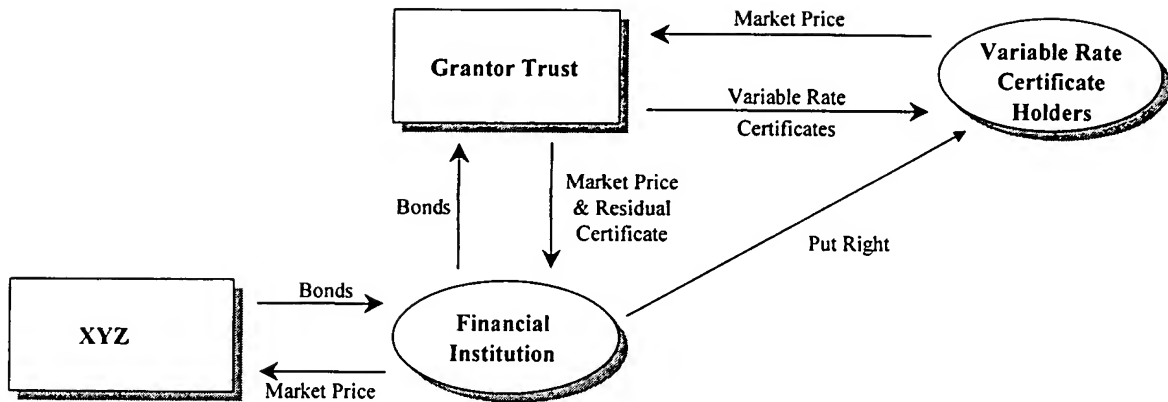 Market Price
Grantor Trust
Variable Rate
Certificate
Holders
Variable Rate
Certificates
Bonds
Market Price
& Residual
Certificate
Put Right
Bonds
XYZ
Financial
Institution
Market Price